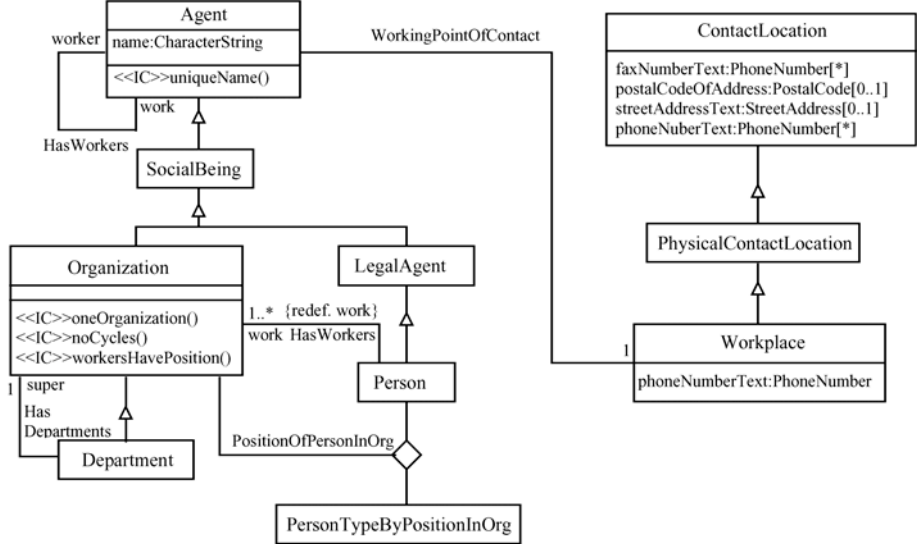 Agent
name:CharacterString
<<IC>>uniqueName()
worker
work
HasWorkers
WorkingPointOfContact
ContactLocation
faxNumberText:PhoneNumber[*]
postalCodeOfAddress:PostalCode[0..1]
streetAddressText:StreetAddress[0..1]
phoneNuberText:PhoneNumber[*]
SocialBeing
PhysicalContactLocation
Organization
<<IC>>oneOrganization()
<<IC>>noCycles()
<<IC>>workersHavePosition()
LegalAgent
1..* {redef. work}
work HasWorkers
Person
1
Workplace
phoneNumberText:PhoneNumber
1 super
Has
Departments
Department
PositionOfPersonInOrg
PersonTypeByPositionInOrg